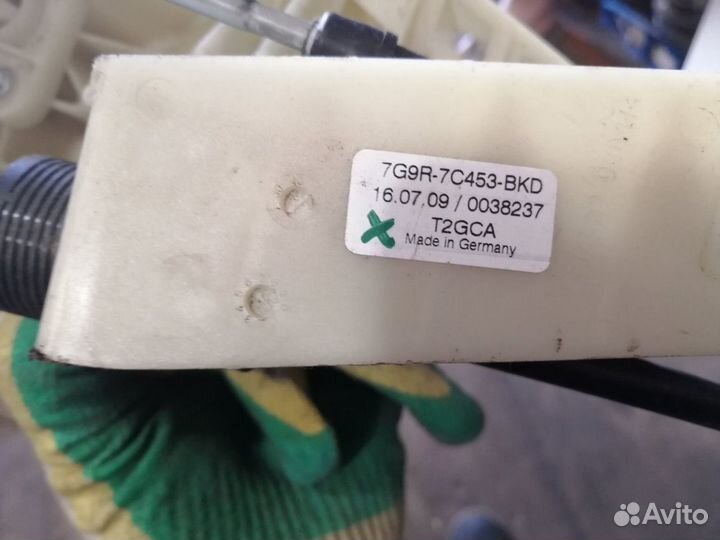 7G9R-7C453-BKD
16.07.09 / 0038237
T2GCA
Made in Germany
Avito